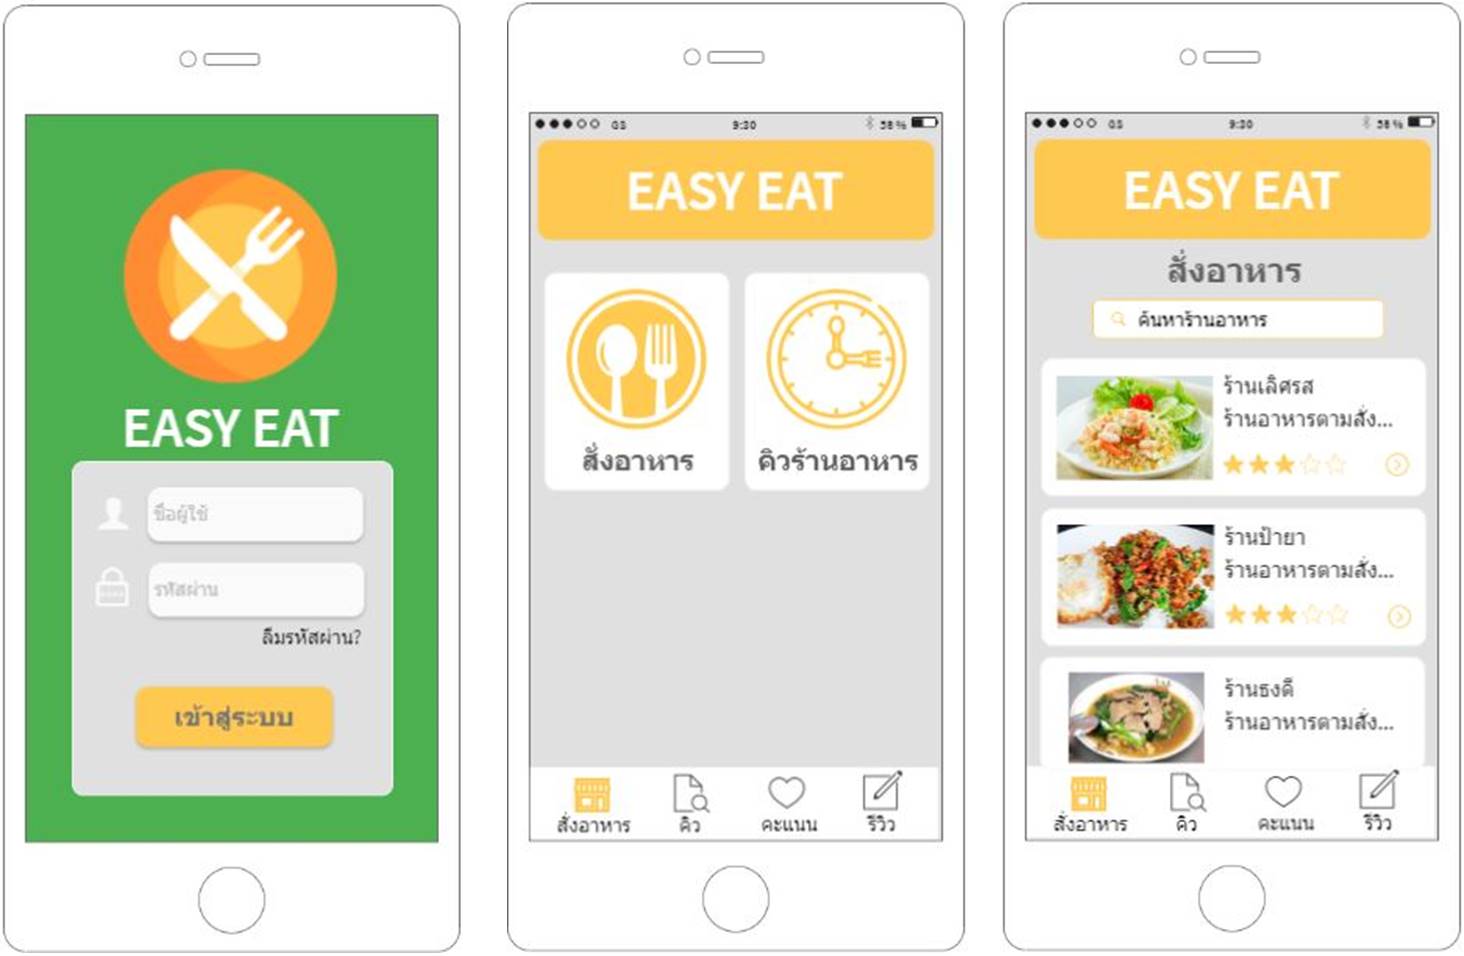 EASY EAT
ชื่อผู้ใช้
รหัสผ่าน
ลืมรหัสผ่าน?
เข้าสู่ระบบ
GS 9:30 58%
EASY EAT
สั่งอาหาร
คิวร้านอาหาร
สั่งอาหาร
คิว
คะแนน
รีวิว
GS 9:30 58%
EASY EAT
สั่งอาหาร
ค้นหาร้านอาหาร
ร้านเลิศรส
ร้านอาหารตามสั่ง...
ร้านป้ายา
ร้านอาหารตามสั่ง...
ร้านธงดี
ร้านอาหารตามสั่ง...
สั่งอาหาร
คิว
คะแนน
รีวิว